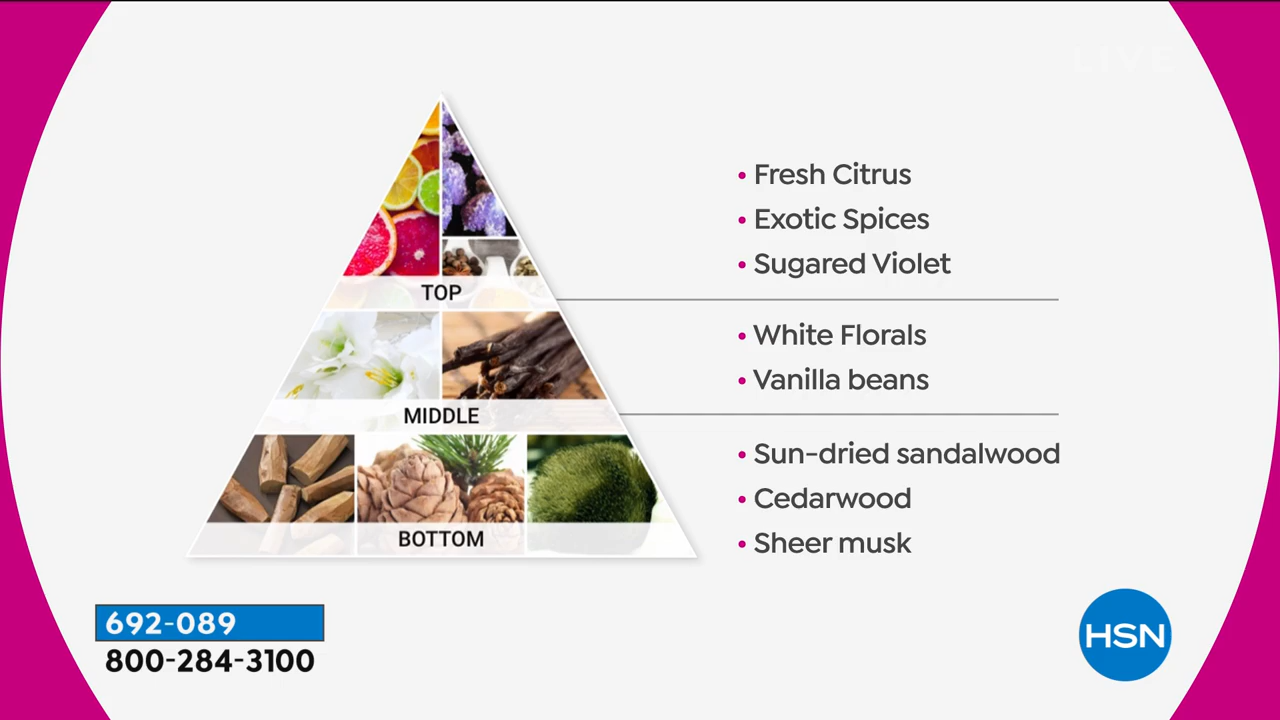 LIVE
• Fresh Citrus
• Exotic Spices
• Sugared Violet
TOP
• White Florals
• Vanilla beans
MIDDLE
• Sun-dried sandalwood
• Cedarwood
• Sheer musk
BOTTOM
692-089
800-284-3100
HSN